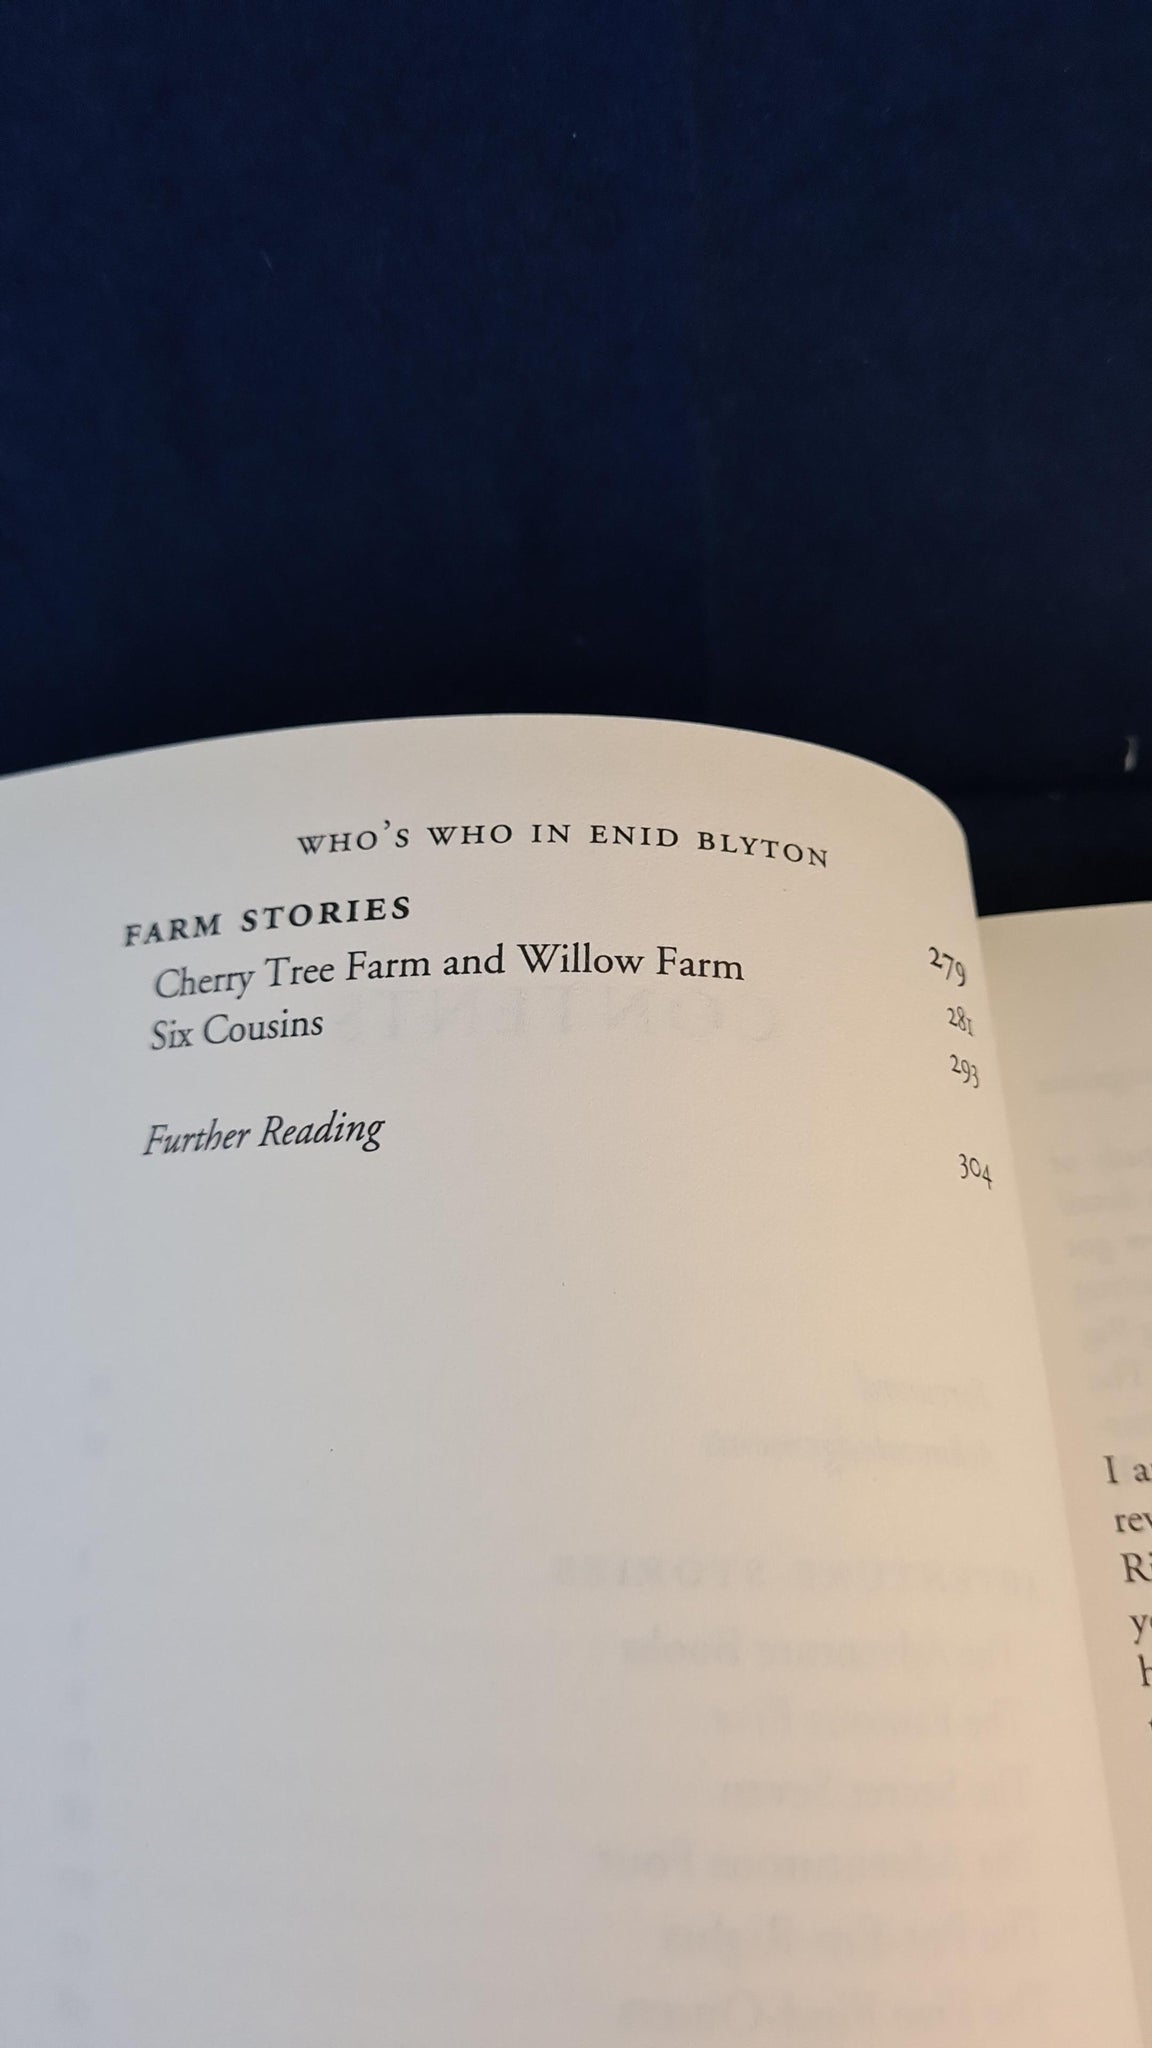 WHO'S WHO IN ENID BLYTON
FARM STORIES 279
Cherry Tree Farm and Willow Farm 281
Six Cousins 293
Further Reading 304
I